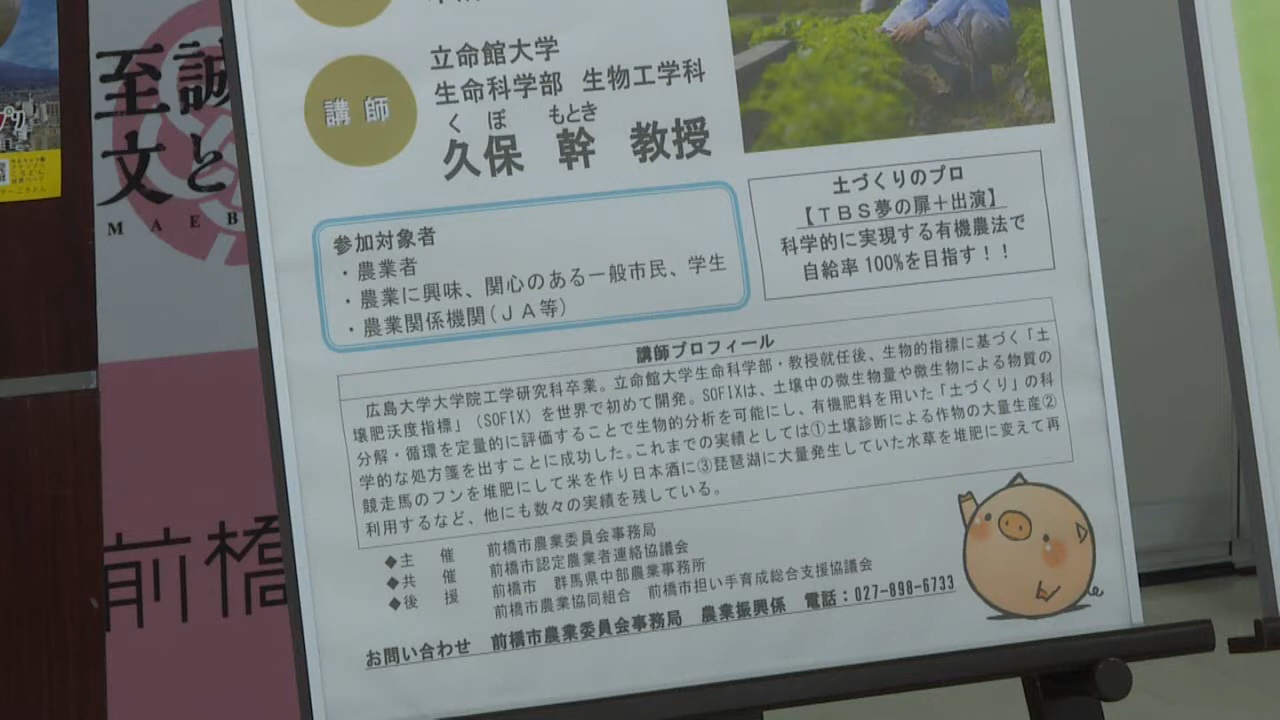 至誠
文と
MAEB
前橋
講師
立命館大学
生命科学部 生物工学科
くぼ もとき
久保 幹 教授
参加対象者
・農業者
・農業に興味、関心のある一般市民、学生
・農業関係機関(JA等)
土づくりのプロ
【TBS夢の扉+出演】
科学的に実現する有機農法で
自給率100%を目指す!!
講師プロフィール
広島大学大学院工学研究科卒業。立命館大学生命科学部・教授就任後、生物的指標に基づく「土
壌肥沃度指標」(SOFIX)を世界で初めて開発。SOFIXは、土壌中の微生物量や微生物による物質の
分解・循環を定量的に評価することで生物的分析を可能にし、有機肥料を用いた「土づくり」の科
学的な処方箋を出すことに成功した。これまでの実績としては①土壌診断による作物の大量生産②
競走馬のフンを堆肥にして米を作り日本酒に③琵琶湖に大量発生していた水草を堆肥に変えて再
利用するなど、他にも数々の実績を残している。
◆主 催 前橋市農業委員会事務局
◆共 催 前橋市認定農業者連絡協議会
◆後 援 前橋市 群馬県中部農業事務所
前橋市農業協同組合 前橋市担い手育成総合支援協議会
お問い合わせ 前橋市農業委員会事務局 農業振興係 電話:027-898-6733